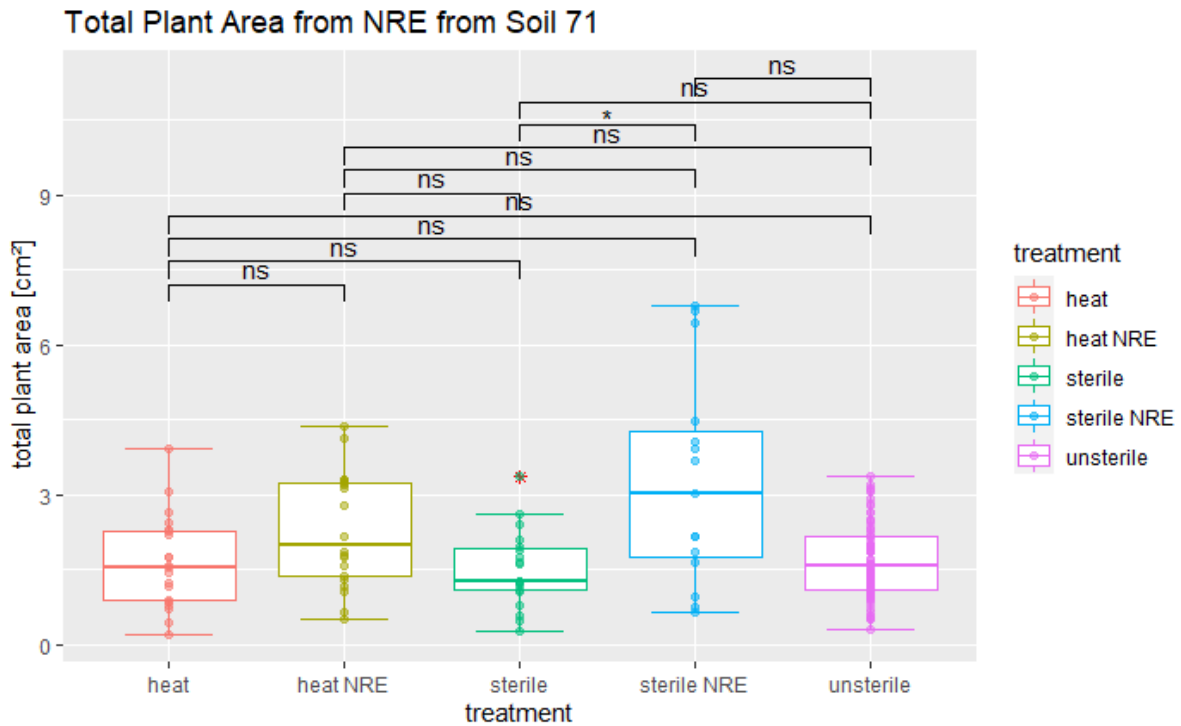 Total Plant Area from NRE from Soil 71
ns
ns
*
ns
ns
ns
ns
ns
ns
ns
9
6
3
0
total plant area [cm²]
heat
heat NRE
sterile
sterile NRE
unsterile
treatment
treatment
heat
heat NRE
sterile
sterile NRE
unsterile